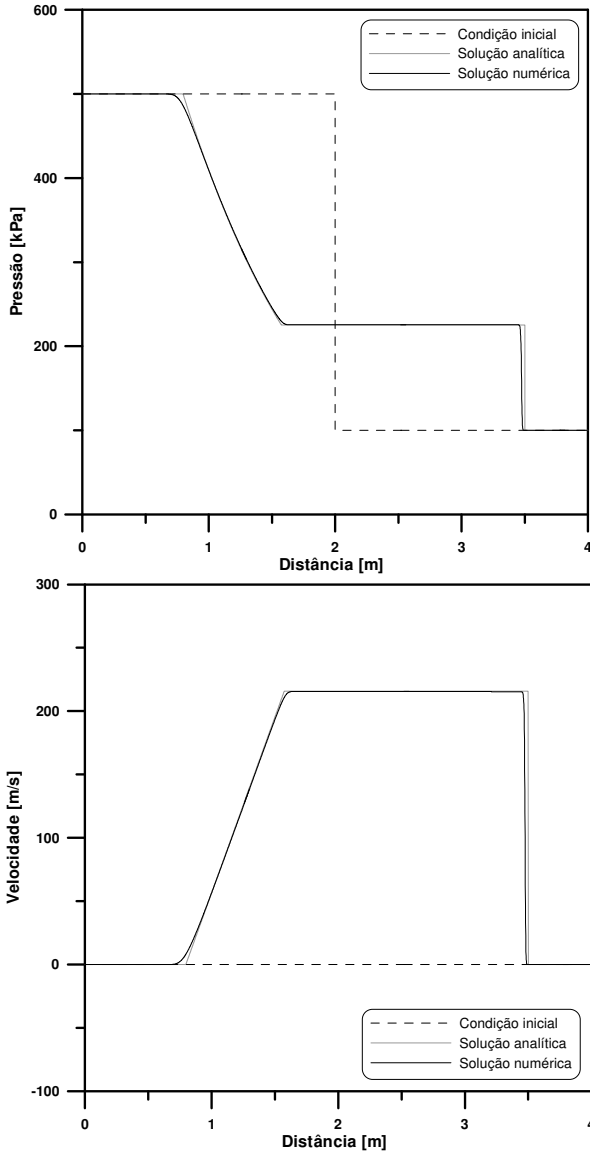 600
Condição inicial
Solução analítica
Solução numérica
400
Pressão [kPa]
200
0
0 1 2 3 4
Distância [m]
300
200
Velocidade [m/s]
100
0
Condição inicial
Solução analítica
Solução numérica
-100
0 1 2 3 4
Distância [m]